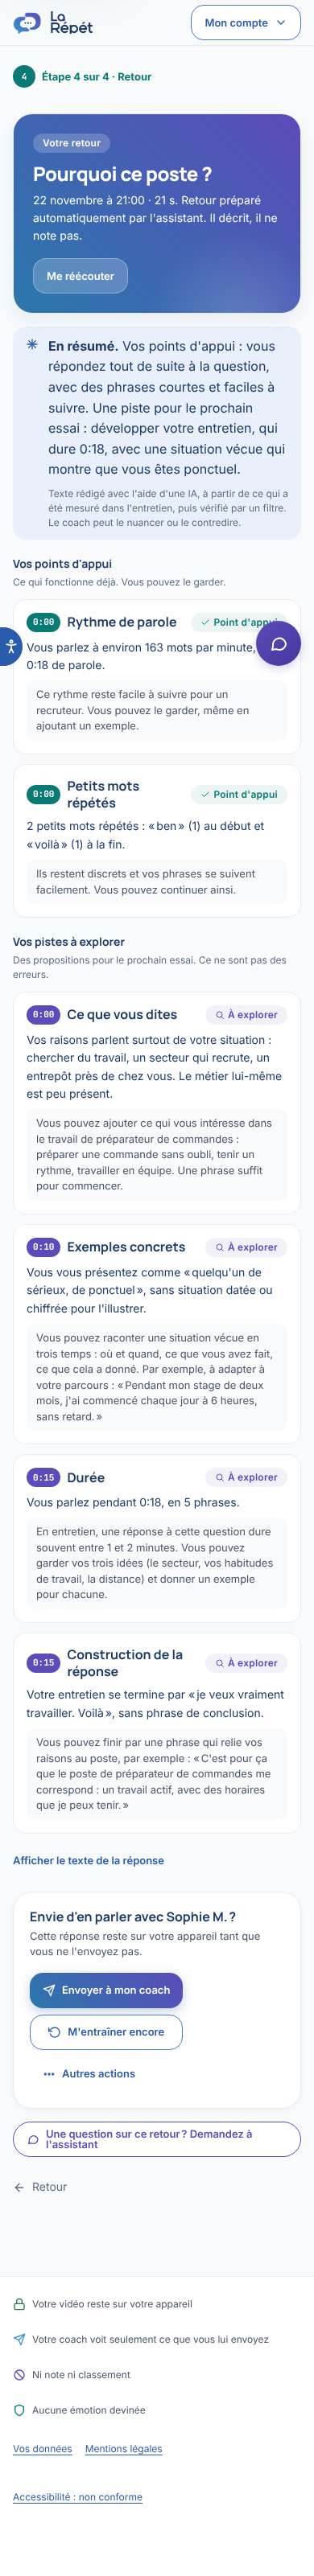 La
Répét
Mon compte
4
Étape 4 sur 4 · Retour
Votre retour
Pourquoi ce poste ?
22 novembre à 21:00 · 21 s. Retour préparé
automatiquement par l'assistant. Il décrit, il ne
note pas.
Me réécouter
En résumé. Vos points d'appui : vous
répondez tout de suite à la question,
avec des phrases courtes et faciles à
suivre. Une piste pour le prochain
essai : développer votre entretien, qui
dure 0:18, avec une situation vécue qui
montre que vous êtes ponctuel.
Texte rédigé avec l'aide d'une IA, à partir de ce qui a
été mesuré dans l'entretien, puis vérifié par un filtre.
Le coach peut le nuancer ou le contredire.
Vos points d'appui
Ce qui fonctionne déjà. Vous pouvez le garder.
0:00
Rythme de parole
Point d'appui
Vous parlez à environ 163 mots par minute,
0:18 de parole.
Ce rythme reste facile à suivre pour un
recruteur. Vous pouvez le garder, même en
ajoutant un exemple.
0:00
Petits mots
répétés
Point d'appui
2 petits mots répétés : « ben » (1) au début et
« voilà » (1) à la fin.
Ils restent discrets et vos phrases se suivent
facilement. Vous pouvez continuer ainsi.
Vos pistes à explorer
Des propositions pour le prochain essai. Ce ne sont pas des
erreurs.
0:00
Ce que vous dites
À explorer
Vos raisons parlent surtout de votre situation :
chercher du travail, un secteur qui recrute, un
entrepôt près de chez vous. Le métier lui-même
est peu présent.
Vous pouvez ajouter ce qui vous intéresse dans
le travail de préparateur de commandes :
préparer une commande sans oubli, tenir un
rythme, travailler en équipe. Une phrase suffit
pour commencer.
0:10
Exemples concrets
À explorer
Vous vous présentez comme « quelqu'un de
sérieux, de ponctuel », sans situation datée ou
chiffrée pour l'illustrer.
Vous pouvez raconter une situation vécue en
trois temps : où et quand, ce que vous avez fait,
ce que cela a donné. Par exemple, à adapter à
votre parcours : « Pendant mon stage de deux
mois, j'ai commencé chaque jour à 6 heures,
sans retard. »
0:15
Durée
À explorer
Vous parlez pendant 0:18, en 5 phrases.
En entretien, une réponse à cette question dure
souvent entre 1 et 2 minutes. Vous pouvez
garder vos trois idées (le secteur, vos habitudes
de travail, la distance) et donner un exemple
pour chacune.
0:15
Construction de la
réponse
À explorer
Votre entretien se termine par « je veux vraiment
travailler. Voilà », sans phrase de conclusion.
Vous pouvez finir par une phrase qui relie vos
raisons au poste, par exemple : « C'est pour ça
que le poste de préparateur de commandes me
correspond : un travail actif, avec des horaires
que je peux tenir. »
Afficher le texte de la réponse
Envie d'en parler avec Sophie M. ?
Cette réponse reste sur votre appareil tant que
vous ne l'envoyez pas.
Envoyer à mon coach
M'entraîner encore
Autres actions
Une question sur ce retour ? Demandez à
l'assistant
Retour
Votre vidéo reste sur votre appareil
Votre coach voit seulement ce que vous lui envoyez
Ni note ni classement
Aucune émotion devinée
Vos données
Mentions légales
Accessibilité : non conforme